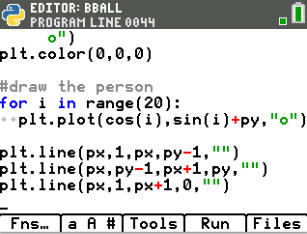 EDITOR: BBALL
PROGRAM LINE 0044
o")
plt.color(0,0,0)
#draw the person
for i in range(20):
··plt.plot(cos(i),sin(i)+py,"o")
plt.line(px,1,px,py-1,"")
plt.line(px,py-1,px+1,py,"")
plt.line(px,1,px+1,0,"")
_
Fns… a A # Tools Run Files